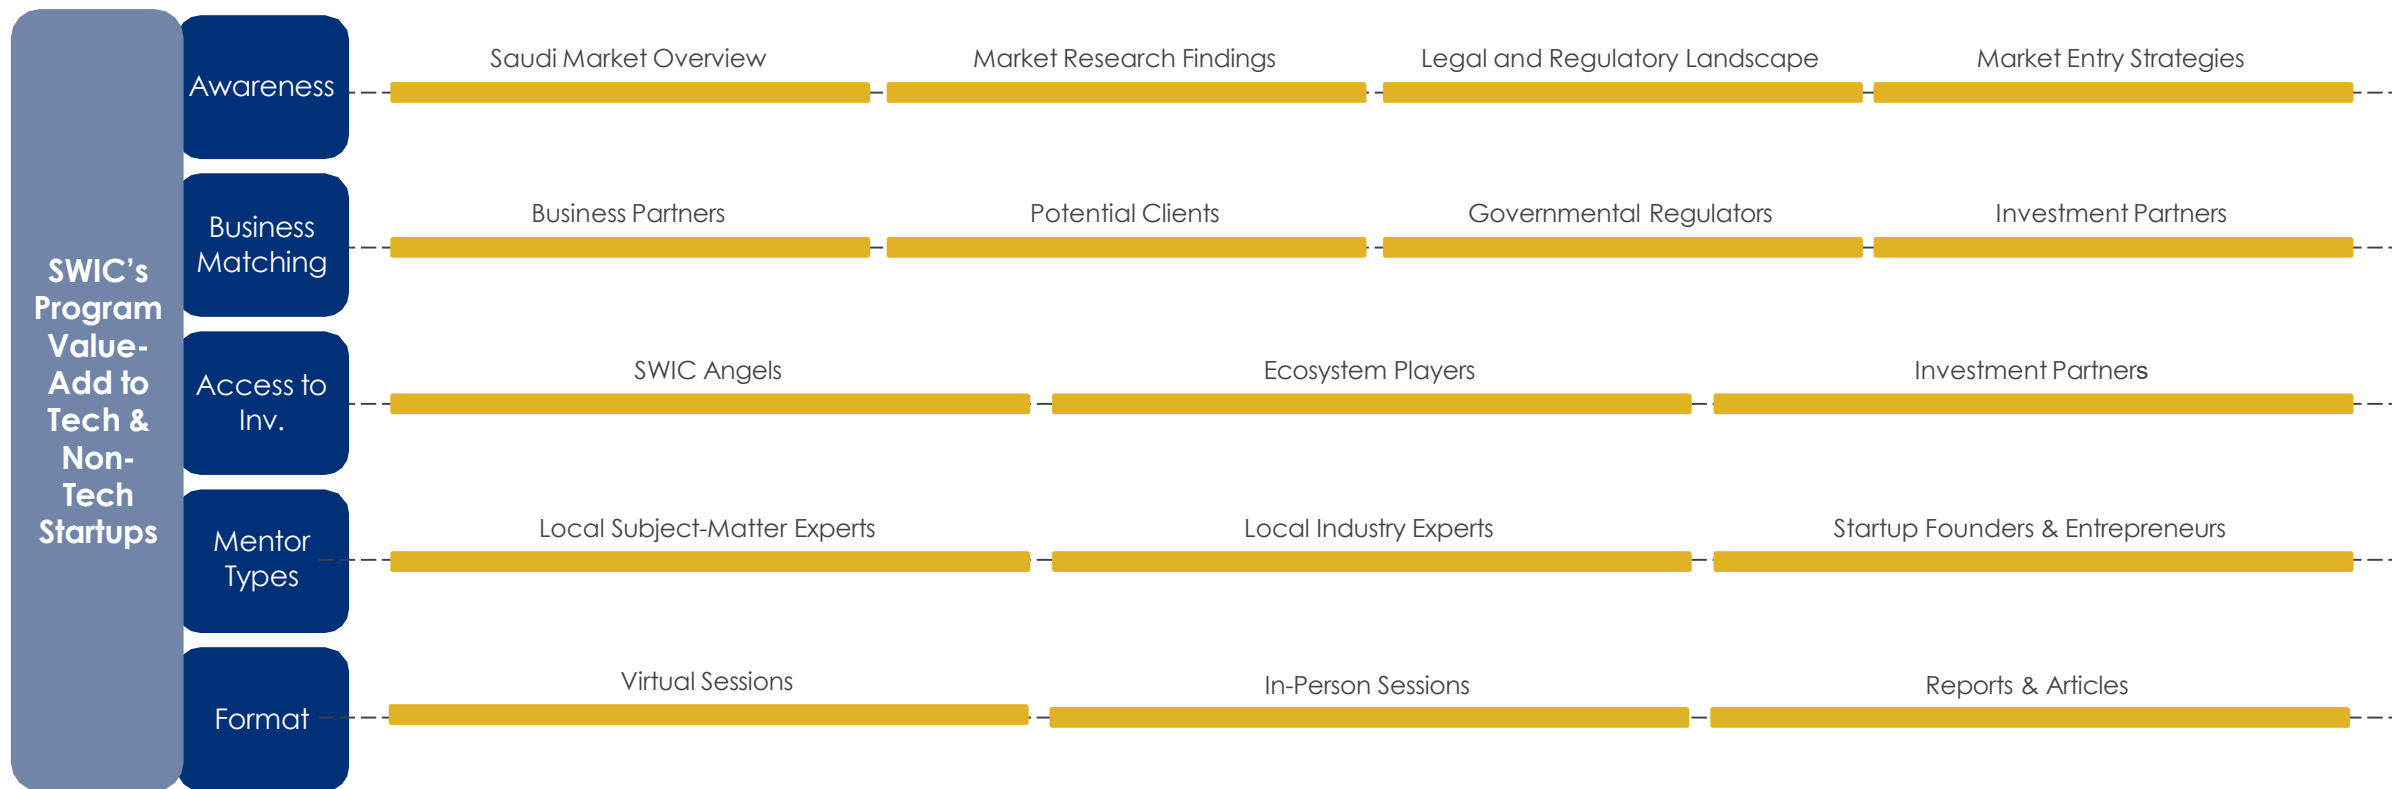 SWIC’s
Program
Value-
Add to
Tech &
Non-
Tech
Startups
Awareness
Saudi Market Overview
Market Research Findings
Legal and Regulatory Landscape
Market Entry Strategies
Business
Matching
Business Partners
Potential Clients
Governmental Regulators
Investment Partners
Access to
Inv.
SWIC Angels
Ecosystem Players
Investment Partners
Mentor
Types
Local Subject-Matter Experts
Local Industry Experts
Startup Founders & Entrepreneurs
Format
Virtual Sessions
In-Person Sessions
Reports & Articles